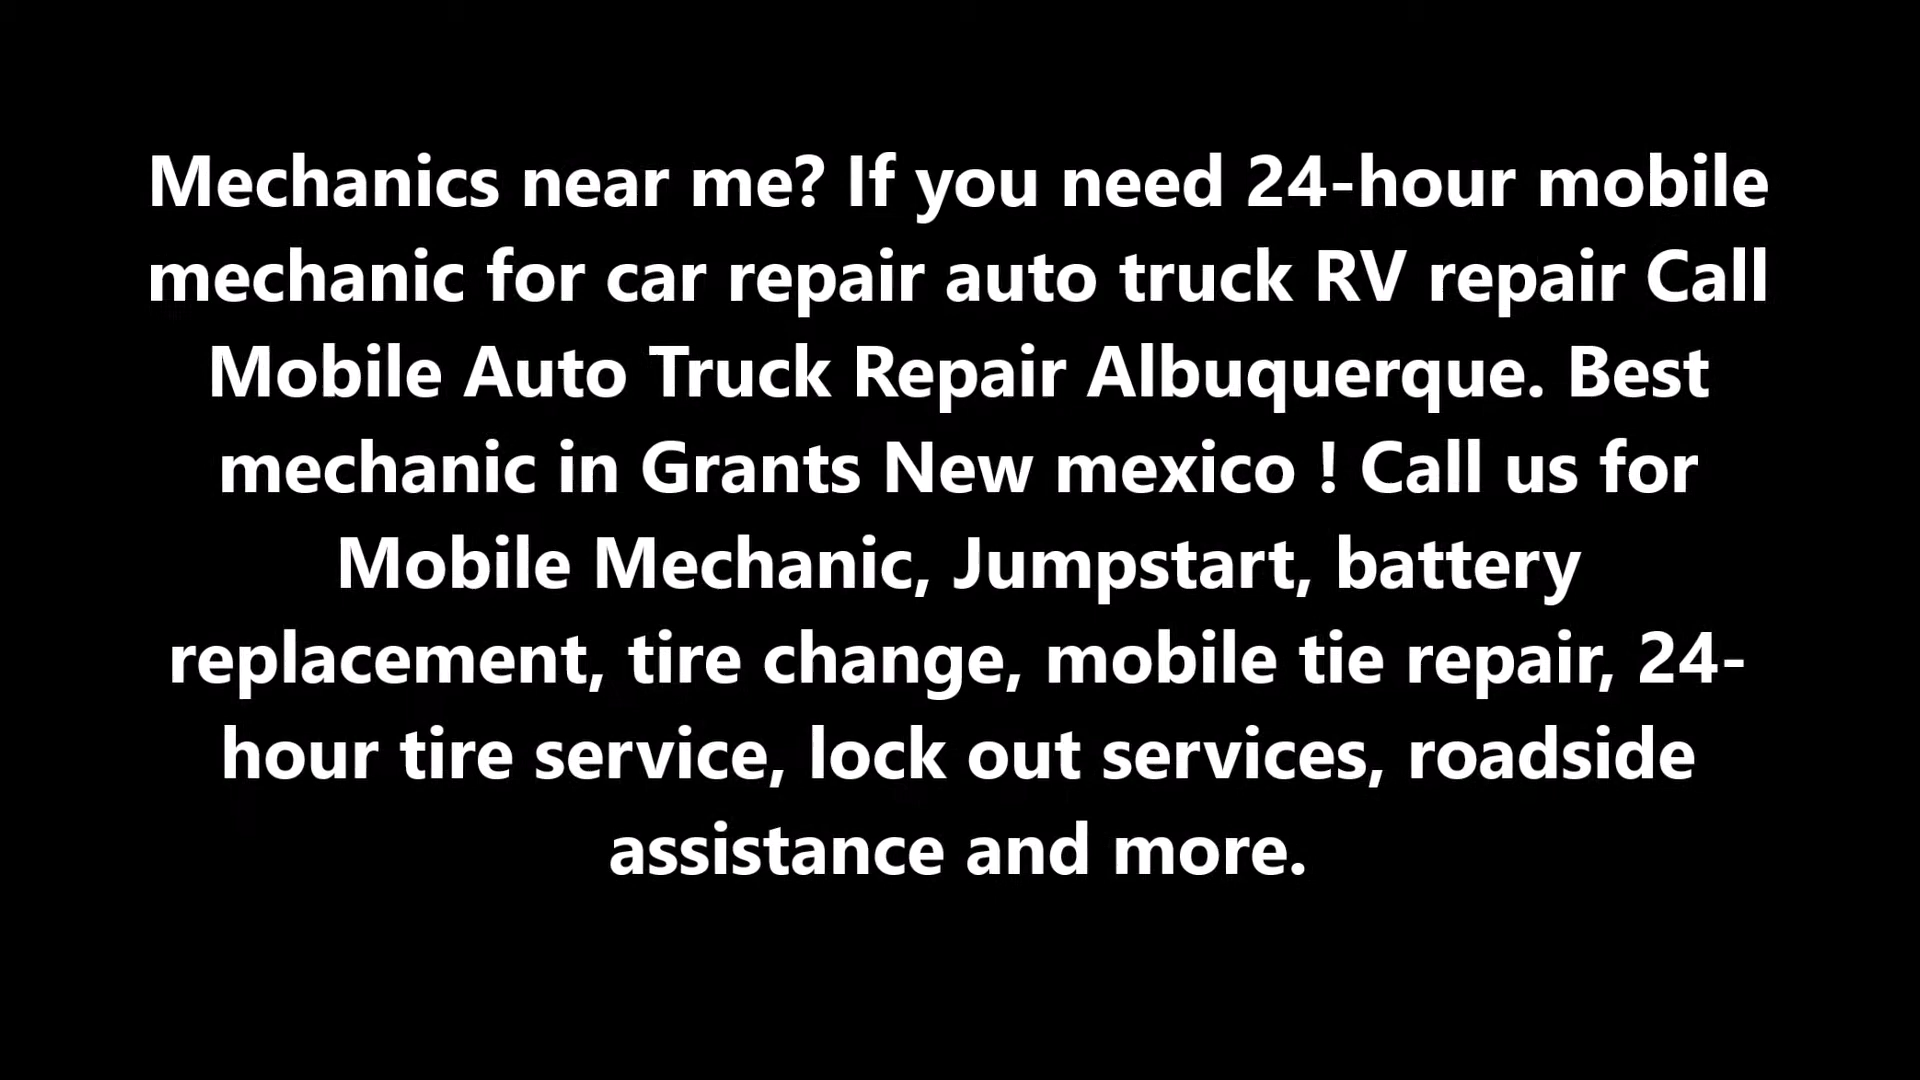 Mechanics near me? If you need 24-hour mobile
mechanic for car repair auto truck RV repair Call
Mobile Auto Truck Repair Albuquerque. Best
mechanic in Grants New mexico ! Call us for
Mobile Mechanic, Jumpstart, battery
replacement, tire change, mobile tie repair, 24-
hour tire service, lock out services, roadside
assistance and more.